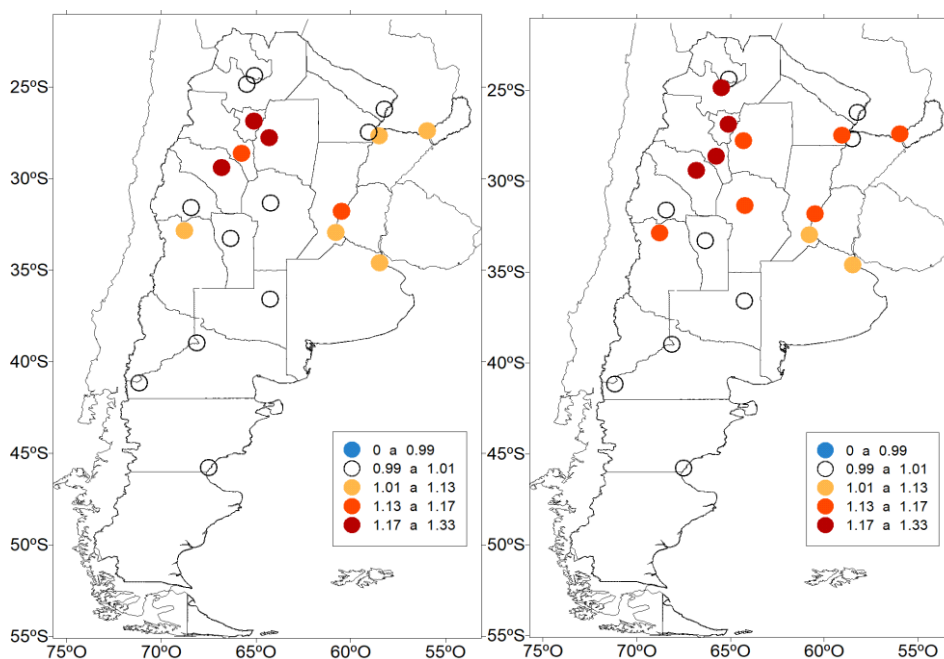 25ºS
30ºS
35ºS
40ºS
45ºS
50ºS
55ºS
0 a 0.99
0.99 a 1.01
1.01 a 1.13
1.13 a 1.17
1.17 a 1.33
75ºO 70ºO 65ºO 60ºO 55ºO
25ºS
30ºS
35ºS
40ºS
45ºS
50ºS
55ºS
0 a 0.99
0.99 a 1.01
1.01 a 1.13
1.13 a 1.17
1.17 a 1.33
75ºO 70ºO 65ºO 60ºO 55ºO